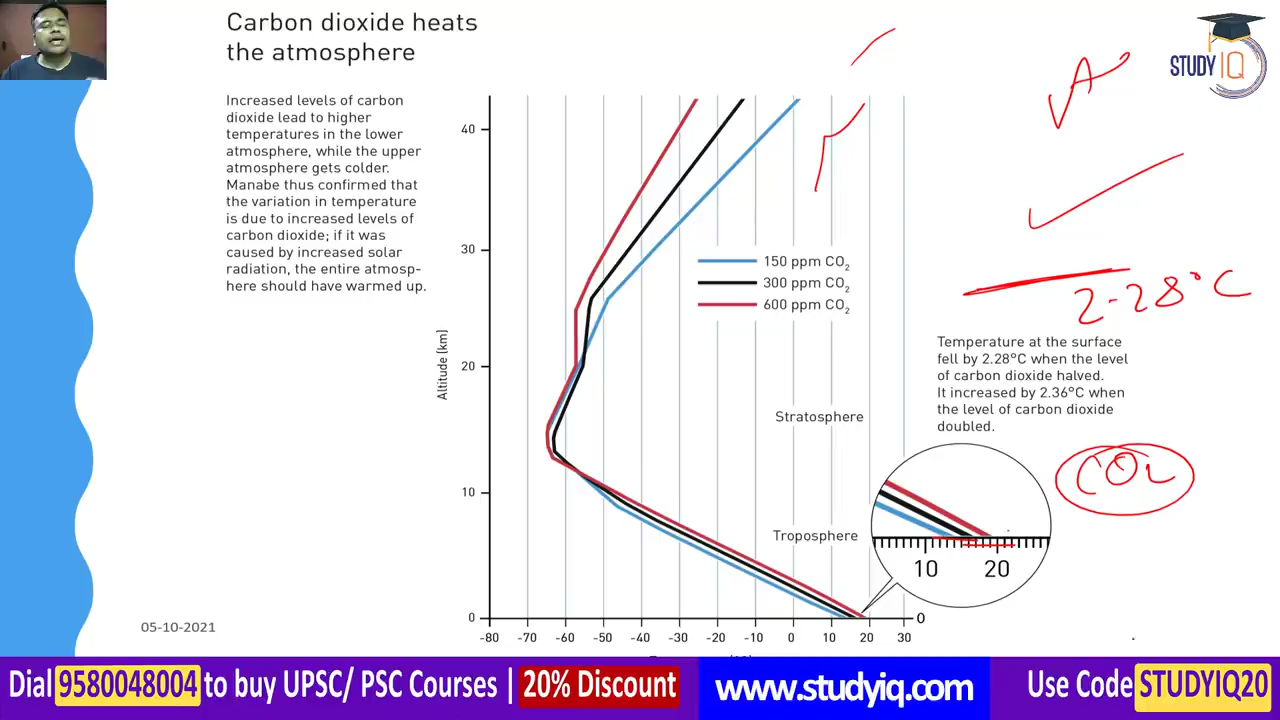 Carbon dioxide heats
the atmosphere
STUDY IQ
A
Increased levels of carbon
dioxide lead to higher
temperatures in the lower
atmosphere, while the upper
atmosphere gets colder.
Manabe thus confirmed that
the variation in temperature
is due to increased levels of
carbon dioxide; if it was
caused by increased solar
radiation, the entire atmosp-
here should have warmed up.
Altitude (km)
40
30
20
10
0
150 ppm CO₂
300 ppm CO₂
600 ppm CO₂
2-28°C
Temperature at the surface
fell by 2.28°C when the level
of carbon dioxide halved.
It increased by 2.36°C when
the level of carbon dioxide
doubled.
Stratosphere
CO2
Troposphere
10 20
0
-80 -70 -60 -50 -40 -30 -20 -10 0 10 20 30
05-10-2021
Dial 9580048004 to buy UPSC/ PSC Courses | 20% Discount www.studyiq.com Use Code STUDYIQ20